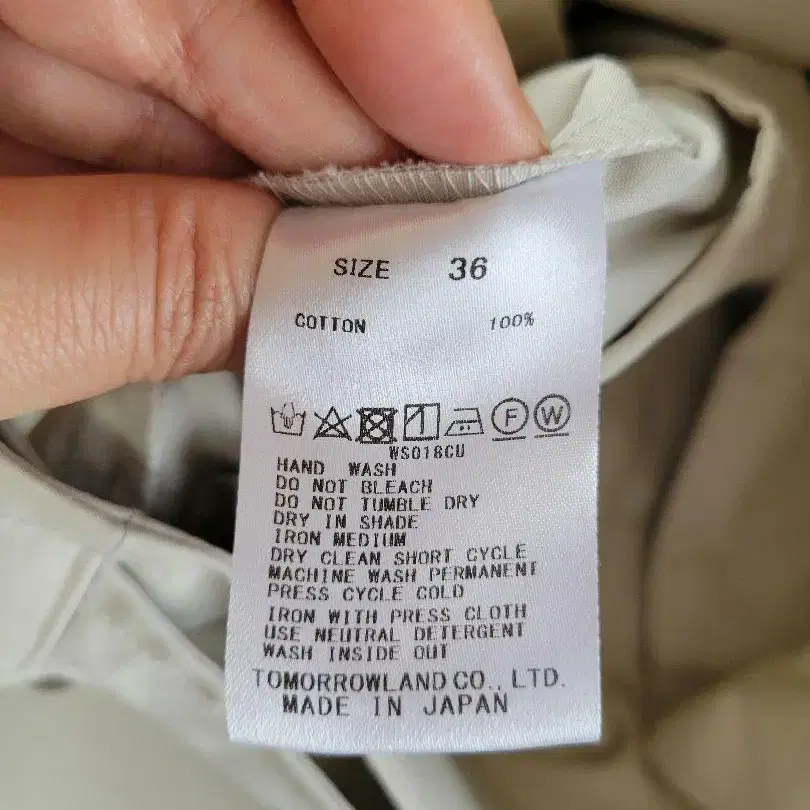 SIZE 36
COTTON 100%
F W
WS018CU
HAND WASH
DO NOT BLEACH
DO NOT TUMBLE DRY
DRY IN SHADE
IRON MEDIUM
DRY CLEAN SHORT CYCLE
MACHINE WASH PERMANENT
PRESS CYCLE COLD
IRON WITH PRESS CLOTH
USE NEUTRAL DETERGENT
WASH INSIDE OUT
TOMORROWLAND CO., LTD.
MADE IN JAPAN